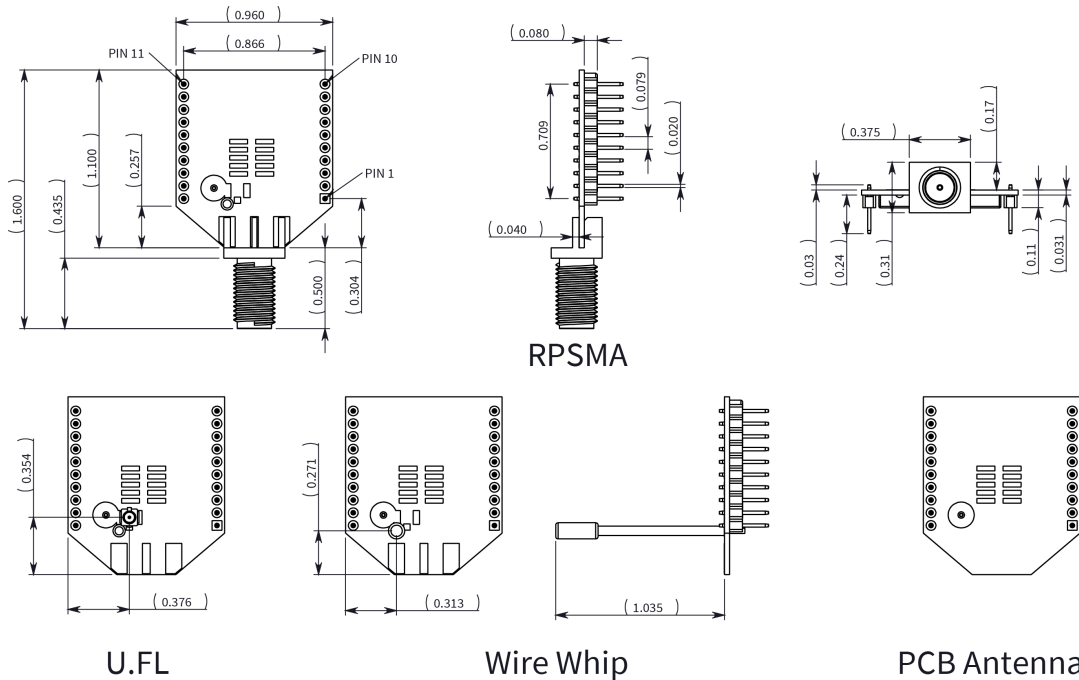 ( 0.960 )
( 0.866 )
PIN 11
PIN 10
PIN 1
( 1.600 )
( 0.435 )
( 1.100 )
( 0.257 )
( 0.500 )
( 0.304 )
( 0.080 )
0.709
( 0.079 )
( 0.020 )
( 0.040 )
( 0.375 )
( 0.17 )
( 0.03 )
( 0.24 )
( 0.31 )
( 0.11 )
( 0.031 )
RPSMA
( 0.354 )
( 0.376 )
( 0.271 )
( 0.313 )
( 1.035 )
U.FL
Wire Whip
PCB Antenna